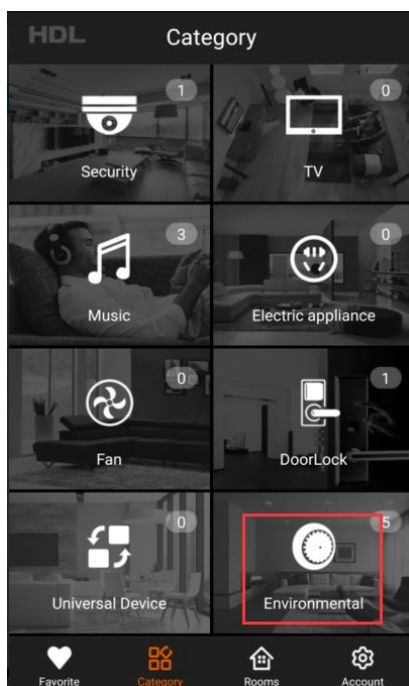 HDL
Category
1
0
Security
TV
3
0
Music
Electric appliance
0
1
Fan
DoorLock
0
5
Universal Device
Environmental
Favorite
Category
Rooms
Account